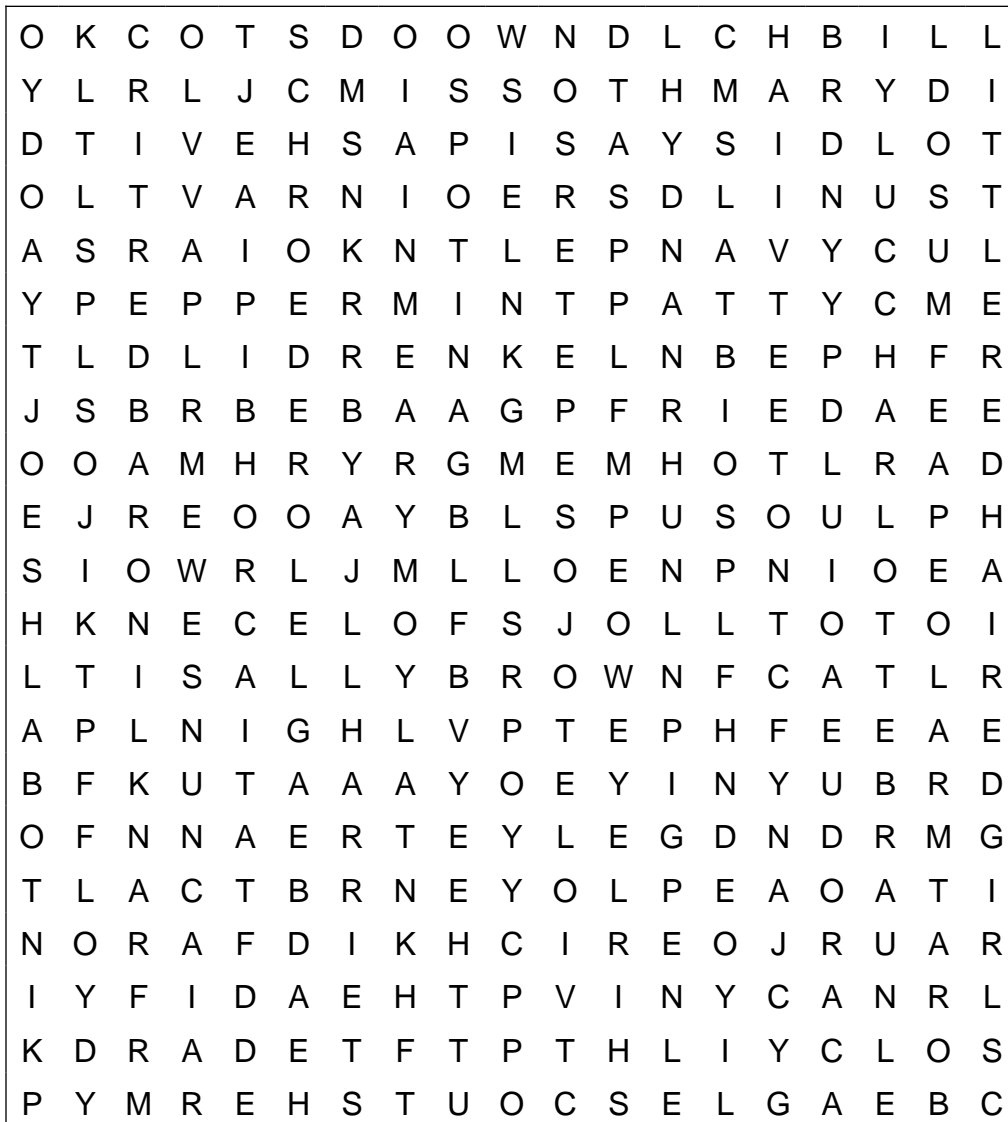 O K C O T S D O O W N D L C H B I L L
Y L R L J C M I S S O T H M A R Y D I
D T I V E H S A P I S A Y S I D L O T
O L T V A R N I O E R S D L I N U S T
A S R A I O K N T L E P N A V Y C U L
Y P E P P E R M I N T P A T T Y C M E
T L D L I D R E N K E L N B E P H F R
J S B R B E B A A G P F R I E D A E E
O O A M H R Y R G M E M H O T L R A D
E J R E O O A Y B L S P U S O U L P H
S I O W R L J M L L O E N P N I O E A
H K N E C E L O F S J O L L T O T O I
L T I S A L L Y B R O W N F C A T L R
A P L N I G H L V P T E P H F E E A E
B F K U T A A A Y O E Y I N Y U B R D
O F N N A E R T E Y L E G D N D R M G
T L A C T B R N E Y O L P E A O A T I
N O R A F D I K H C I R E O J R U A R
I Y F I D A E H T P V I N Y C A N R L
K D R A D E T F T P T H L I Y C L O S
P Y M R E H S T U O C S E L G A E B C